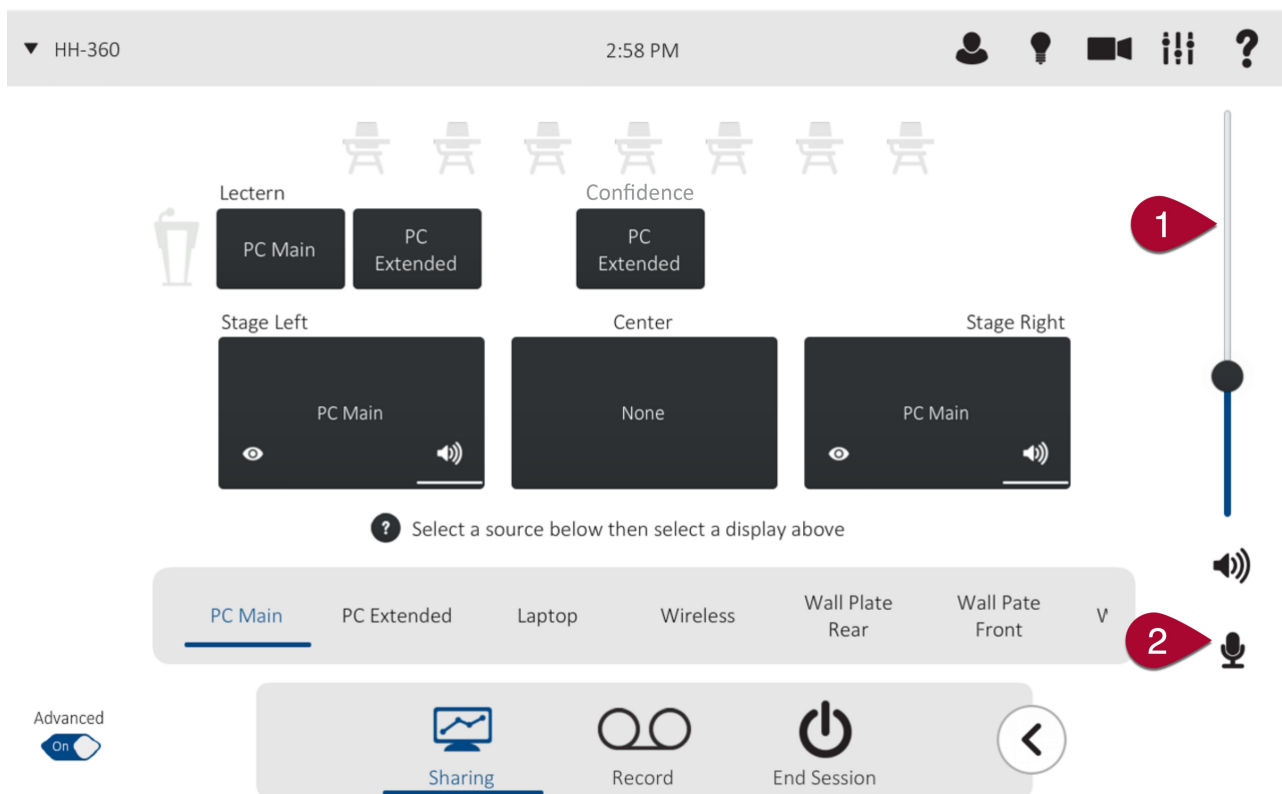 HH-360
2:58 PM
?
Lectern
Confidence
PC Main
PC
Extended
PC
Extended
1
Stage Left
Center
Stage Right
PC Main
None
PC Main
? Select a source below then select a display above
PC Main
PC Extended
Laptop
Wireless
Wall Plate
Rear
Wall Pate
Front
W
2
Advanced
On
Sharing
Record
End Session